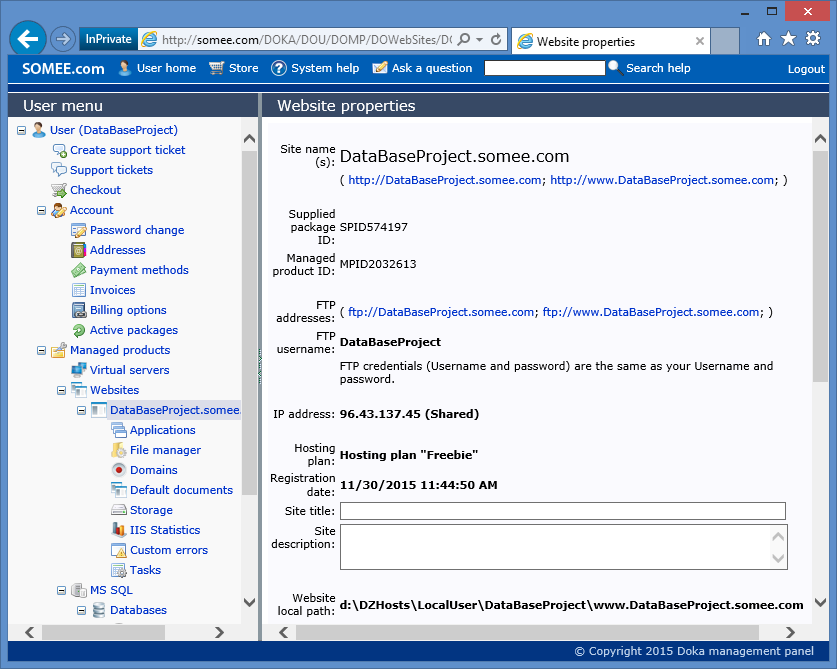 InPrivate
http://somee.com/DOKA/DOU/DOMP/DOWebSites/DO
Website properties
SOMEE.com
User home
Store
System help
Ask a question
Search help
Logout
User menu
User (DataBaseProject)
Create support ticket
Support tickets
Checkout
Account
Password change
Addresses
Payment methods
Invoices
Billing options
Active packages
Managed products
Virtual servers
Websites
DataBaseProject.somee.
Applications
File manager
Domains
Default documents
Storage
IIS Statistics
Custom errors
Tasks
MS SQL
Databases
Website properties
Site name
(s):
DataBaseProject.somee.com
( http://DataBaseProject.somee.com; http://www.DataBaseProject.somee.com; )
Supplied
package
ID:
SPID574197
Managed
product ID:
MPID2032613
FTP
addresses:
( ftp://DataBaseProject.somee.com; ftp://www.DataBaseProject.somee.com; )
FTP
username:
DataBaseProject
FTP credentials (Username and password) are the same as your Username and
password.
IP address:
96.43.137.45 (Shared)
Hosting
plan:
Hosting plan "Freebie"
Registration
date:
11/30/2015 11:44:50 AM
Site title:
Site
description:
Website
local path:
d:\DZHosts\LocalUser\DataBaseProject\www.DataBaseProject.somee.com
© Copyright 2015 Doka management panel